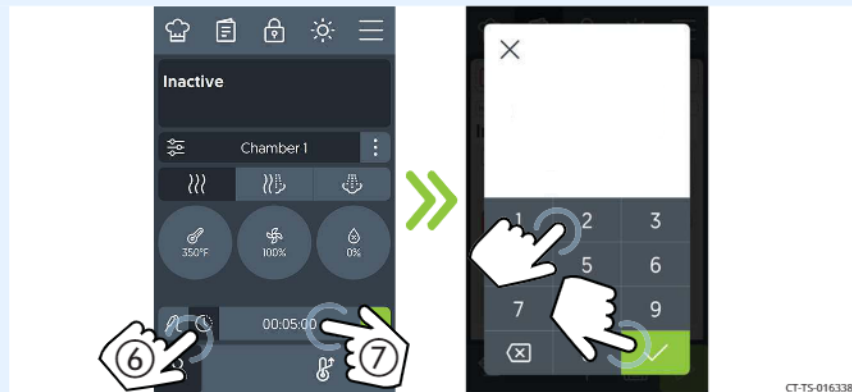 Inactive
Chamber 1
350°F
100%
0%
00:05:00
6
7
1 2 3
5 6
7 9
CT-TS-016338